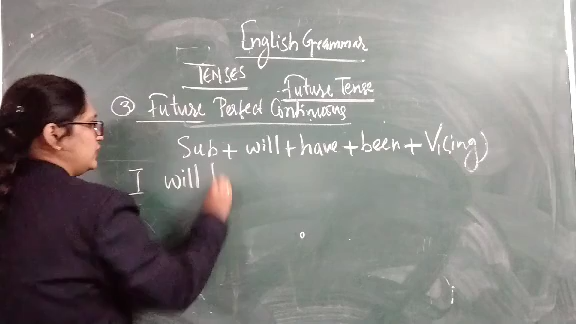 English Grammar
TENSES
Future Tense
③ Future Perfect Continuous
Sub + will + have + been + V₁(ing)
I will